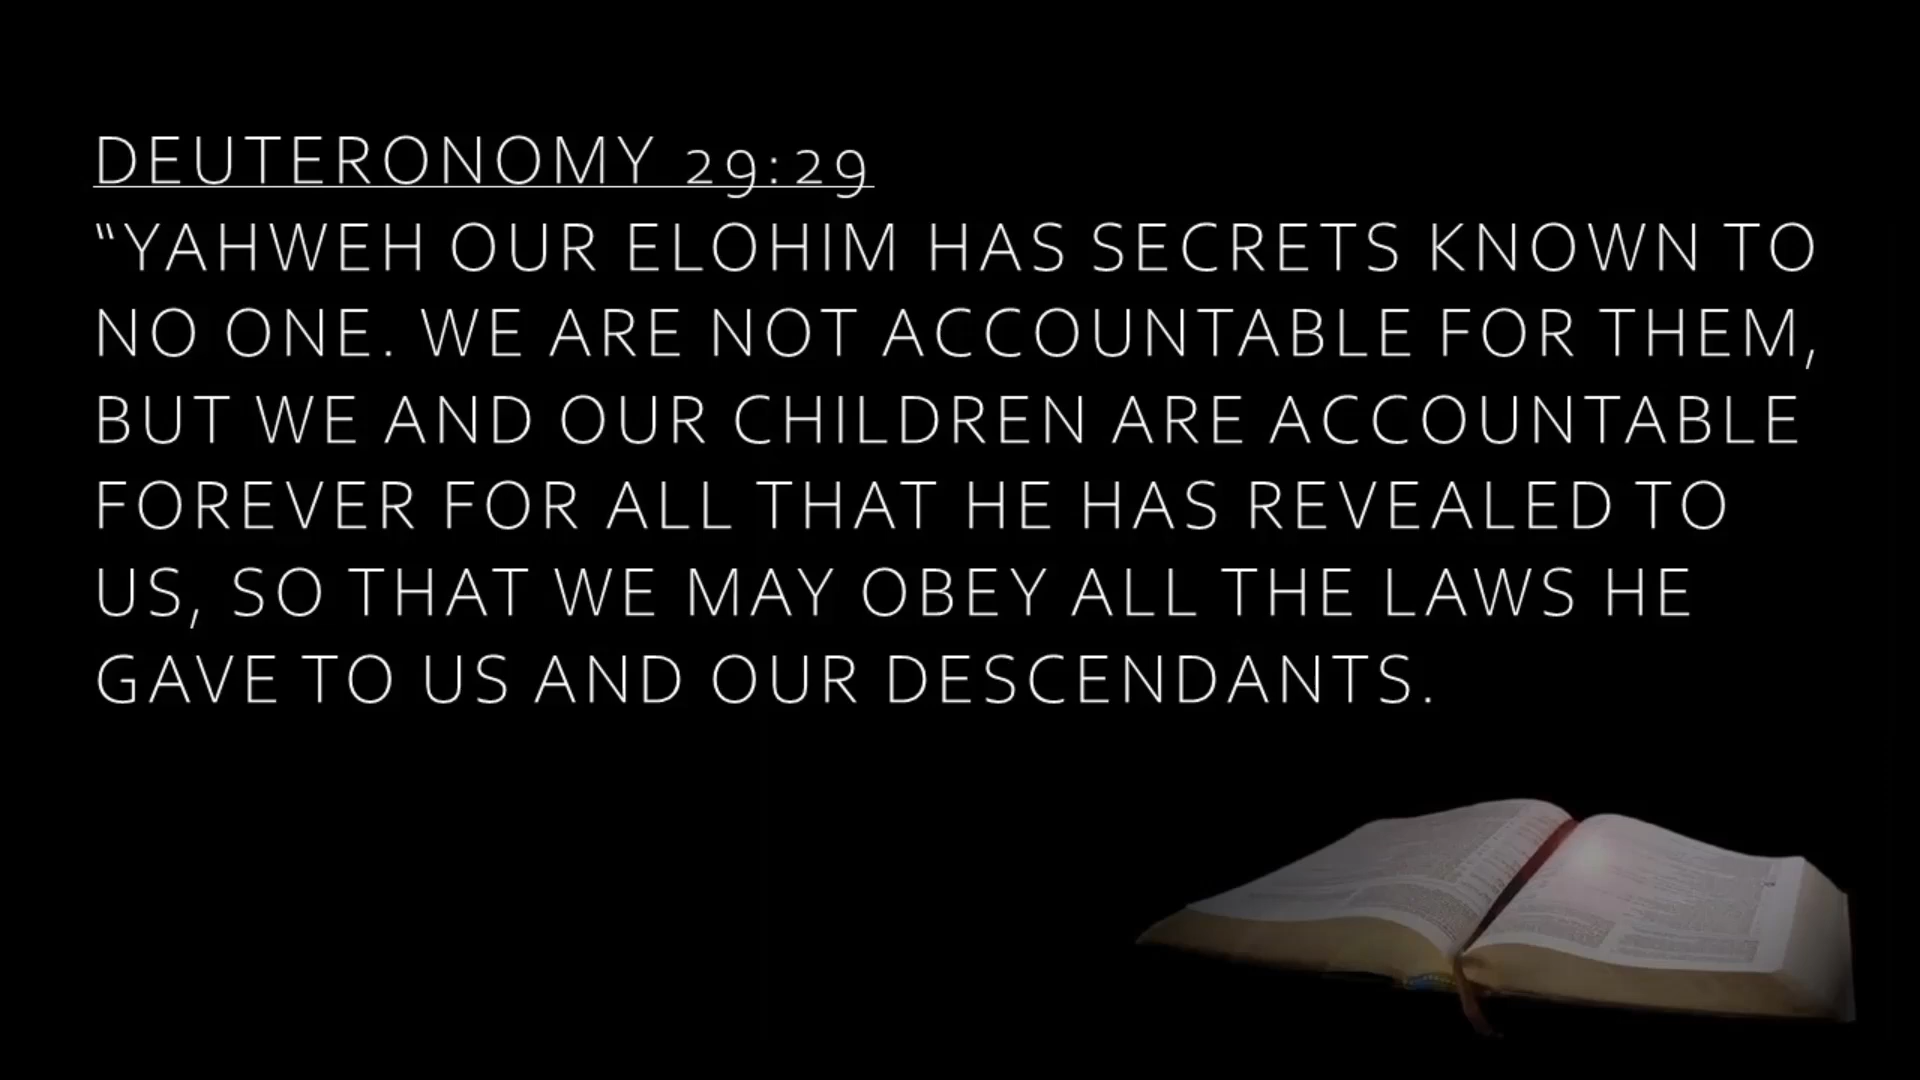 DEUTERONOMY 29:29
“YAHWEH OUR ELOHIM HAS SECRETS KNOWN TO
NO ONE. WE ARE NOT ACCOUNTABLE FOR THEM,
BUT WE AND OUR CHILDREN ARE ACCOUNTABLE
FOREVER FOR ALL THAT HE HAS REVEALED TO
US, SO THAT WE MAY OBEY ALL THE LAWS HE
GAVE TO US AND OUR DESCENDANTS.